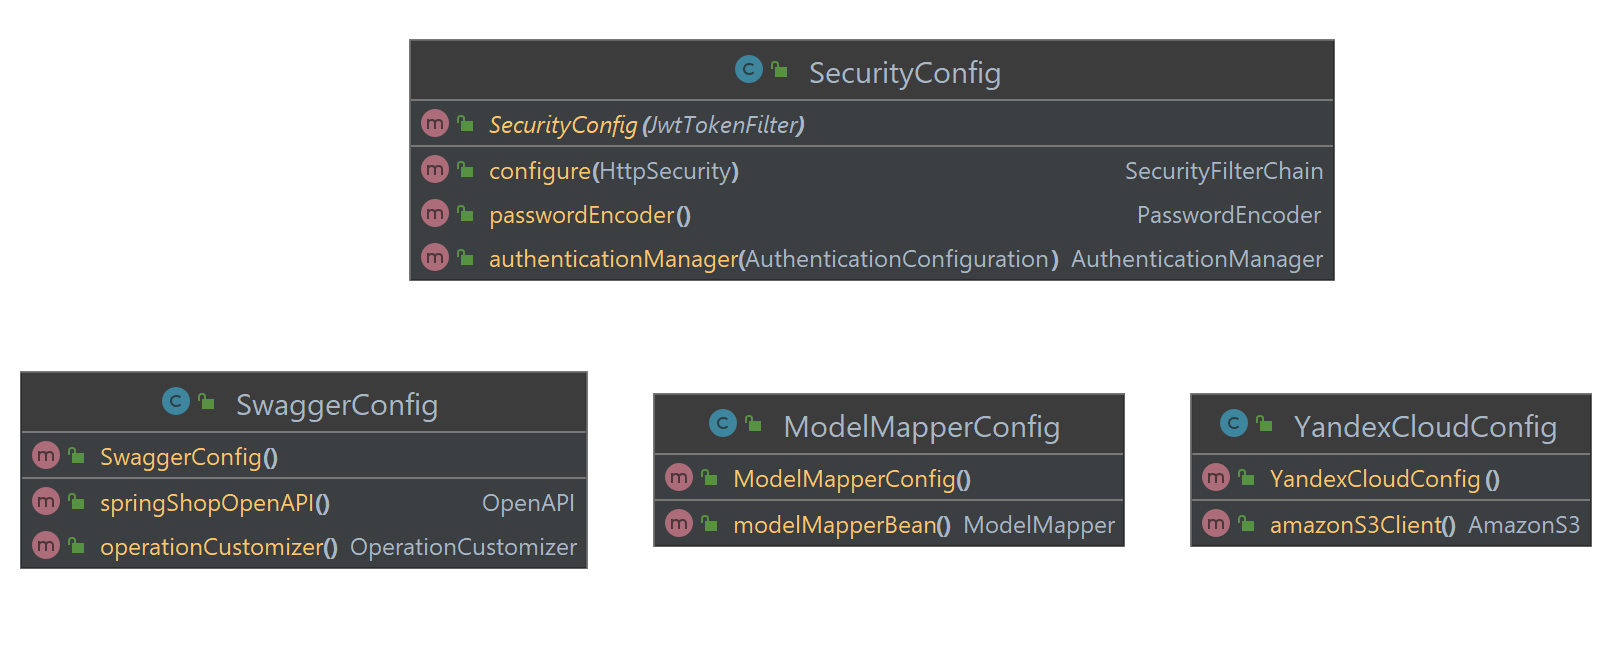 SecurityConfig
SecurityConfig(JwtTokenFilter)
configure(HttpSecurity) SecurityFilterChain
passwordEncoder() PasswordEncoder
authenticationManager(AuthenticationConfiguration) AuthenticationManager
SwaggerConfig
SwaggerConfig()
springShopOpenAPI() OpenAPI
operationCustomizer() OperationCustomizer
ModelMapperConfig
ModelMapperConfig()
modelMapperBean() ModelMapper
YandexCloudConfig
YandexCloudConfig()
amazonS3Client() AmazonS3